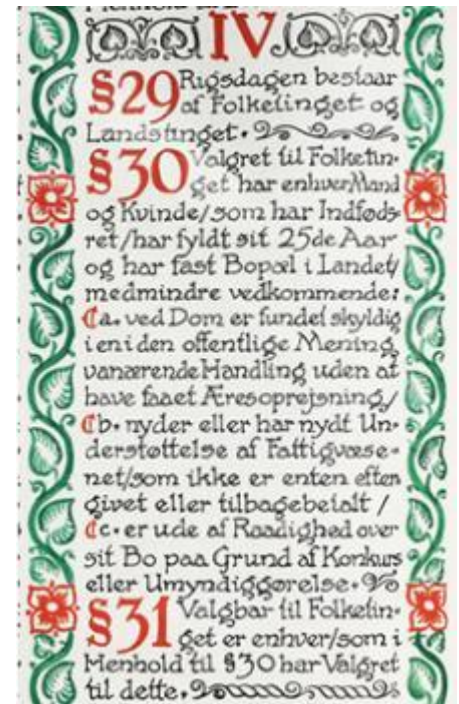 Menhold til
IV
§29 Rigsdagen bestaar
af Folketinget og
Landstinget.
§30 Valgret til Folketin-
get har enhver Mand
og Kvinde/som har Indføds-
ret/har fyldt sit 25de Aar
og har fast Bopæl i Landet/
medmindre vedkommende:
a. ved Dom er fundet skyldig
i en i den offentlige Mening
vanærende Handling uden at
have faaet Æresoprejsning/
b. nyder eller har nydt Un-
derstøttelse af Fattigvæse-
net/som ikke er enten efter
givet eller tilbagebetalt /
c. er ude af Raadighed over
sit Bo paa Grund af Konkurs
eller Umyndiggørelse.
§31 Valgbar til Folketin-
get er enhver/som i
Henhold til §30 har Valgret
til dette.